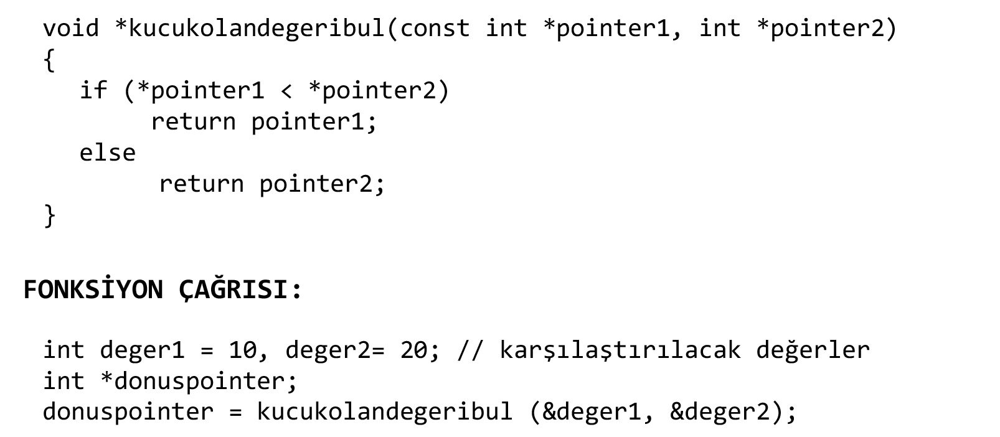 void *kucukolandegeribul(const int *pointer1, int *pointer2)
{
if (*pointer1 < *pointer2)
return pointer1;
else
return pointer2;
}
FONKSİYON ÇAĞRISI:
int deger1 = 10, deger2= 20; // karşılaştırılacak değerler
int *donuspointer;
donuspointer = kucukolandegeribul (&deger1, &deger2);